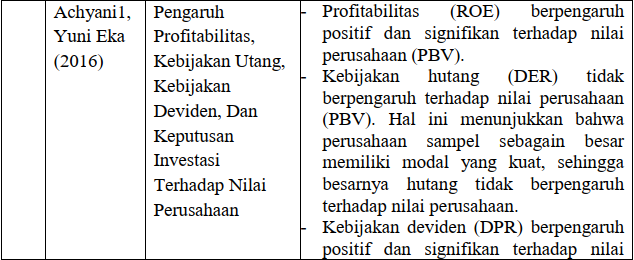 Achyani1,
Yuni Eka
(2016)
Pengaruh
Profitabilitas,
Kebijakan Utang,
Kebijakan
Deviden, Dan
Keputusan
Investasi
Terhadap Nilai
Perusahaan
- Profitabilitas (ROE) berpengaruh
positif dan signifikan terhadap nilai
perusahaan (PBV).
- Kebijakan hutang (DER) tidak
berpengaruh terhadap nilai perusahaan
(PBV). Hal ini menunjukkan bahwa
perusahaan sampel sebagain besar
memiliki modal yang kuat, sehingga
besarnya hutang tidak berpengaruh
terhadap nilai perusahaan.
- Kebijakan deviden (DPR) berpengaruh
positif dan signifikan terhadap nilai